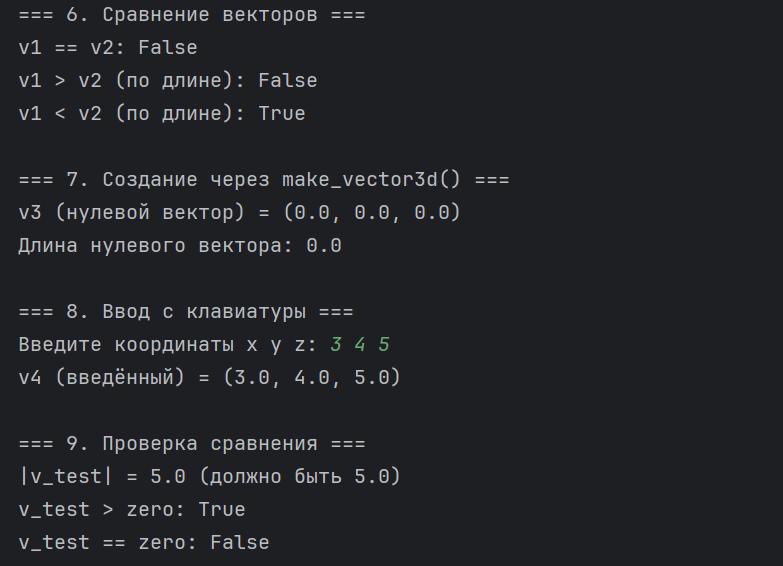 === 6. Сравнение векторов ===
v1 == v2: False
v1 > v2 (по длине): False
v1 < v2 (по длине): True
=== 7. Создание через make_vector3d() ===
v3 (нулевой вектор) = (0.0, 0.0, 0.0)
Длина нулевого вектора: 0.0
=== 8. Ввод с клавиатуры ===
Введите координаты x y z: 3 4 5
v4 (введённый) = (3.0, 4.0, 5.0)
=== 9. Проверка сравнения ===
|v_test| = 5.0 (должно быть 5.0)
v_test > zero: True
v_test == zero: False